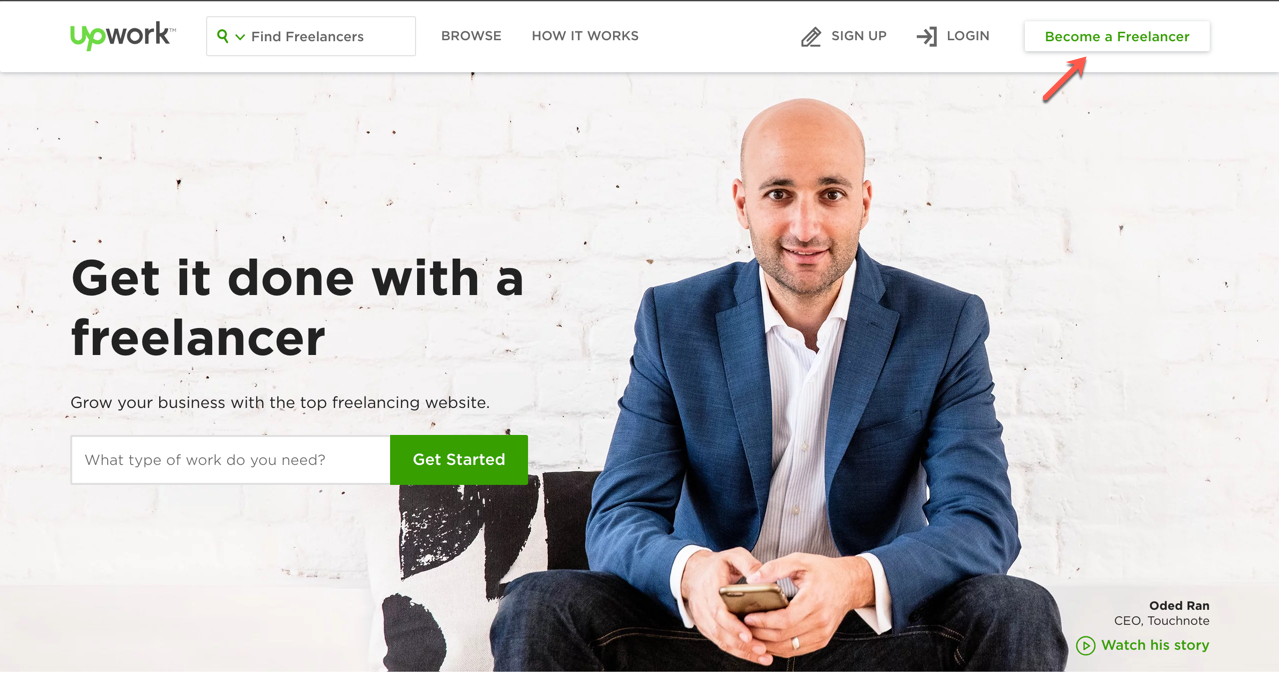 upwork™
Find Freelancers
BROWSE
HOW IT WORKS
SIGN UP
LOGIN
Become a Freelancer
Get it done with a
freelancer
Grow your business with the top freelancing website.
What type of work do you need?
Get Started
Oded Ran
CEO, Touchnote
Watch his story